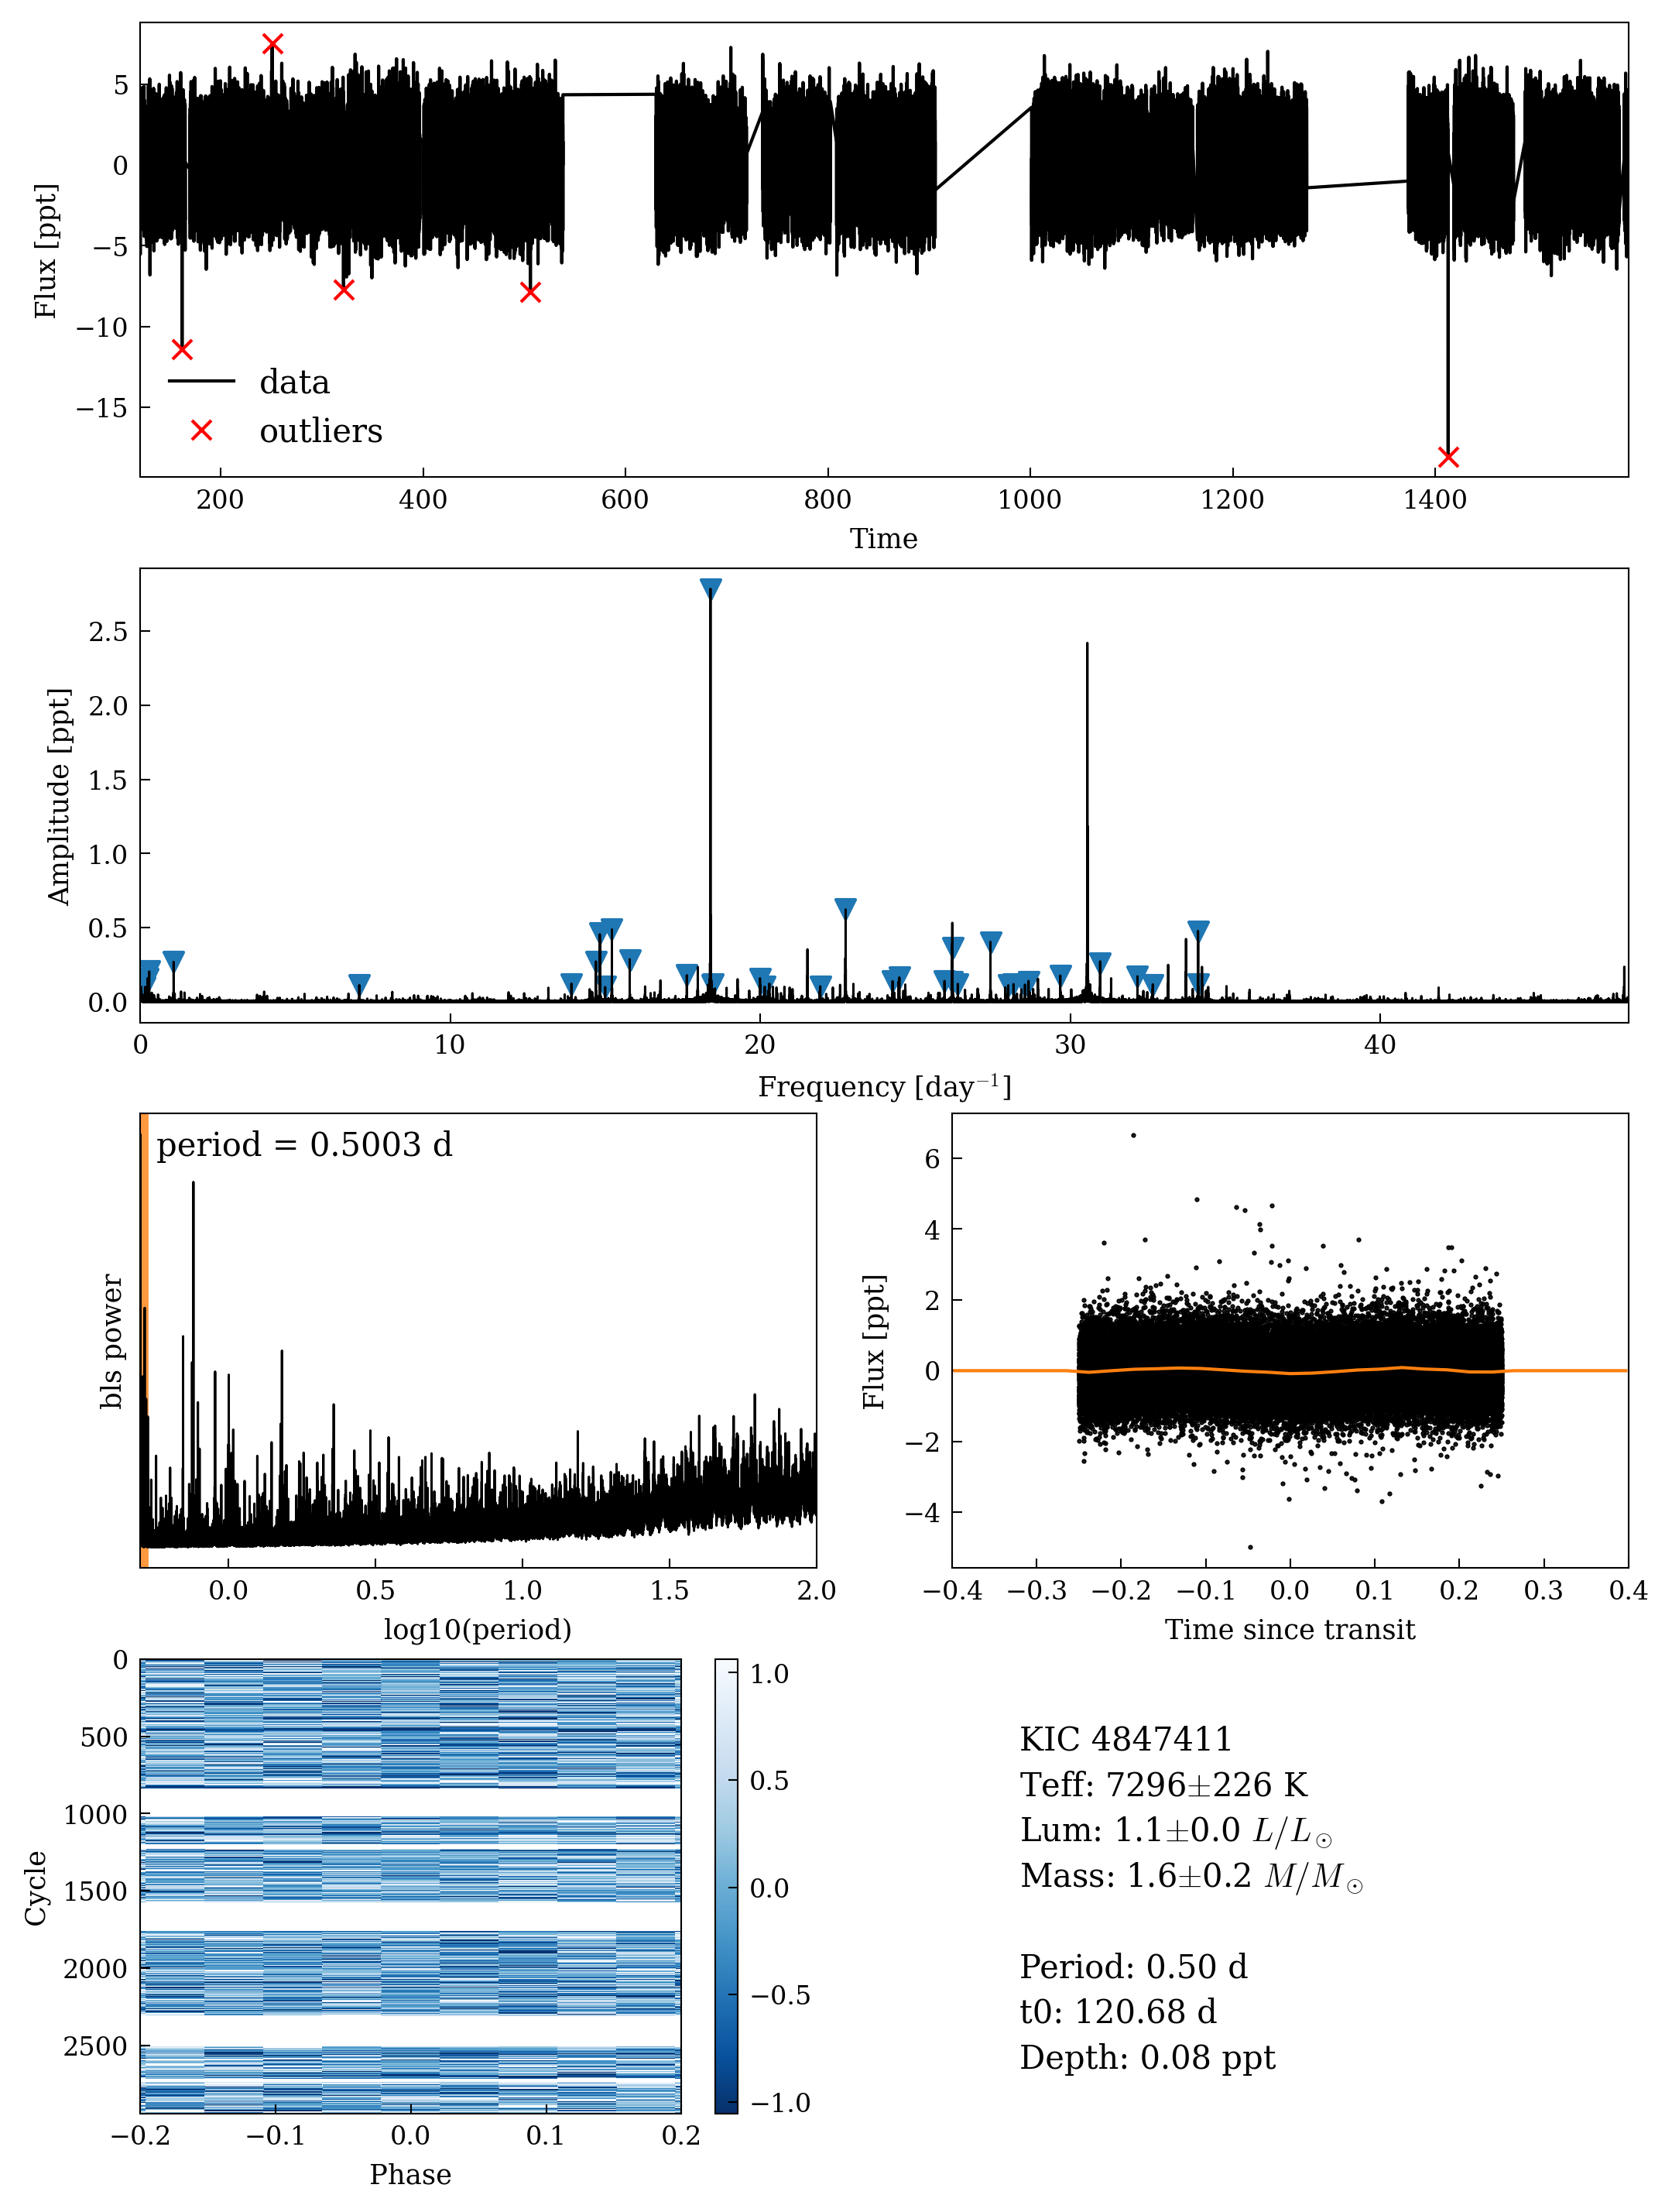 5
0
−5
−10
−15
Flux [ppt]
data
outliers
200 400 600 800 1000 1200 1400
Time
2.5
2.0
1.5
1.0
0.5
0.0
Amplitude [ppt]
0 10 20 30 40
Frequency [day⁻¹]
period = 0.5003 d
bls power
0.0 0.5 1.0 1.5 2.0
log10(period)
6
4
2
0
−2
−4
Flux [ppt]
−0.4 −0.3 −0.2 −0.1 0.0 0.1 0.2 0.3 0.4
Time since transit
0
500
1000
1500
2000
2500
Cycle
−0.2 −0.1 0.0 0.1 0.2
Phase
1.0
0.5
0.0
−0.5
−1.0
KIC 4847411
Teff: 7296±226 K
Lum: 1.1±0.0 L/L⊙
Mass: 1.6±0.2 M/M⊙
Period: 0.50 d
t0: 120.68 d
Depth: 0.08 ppt